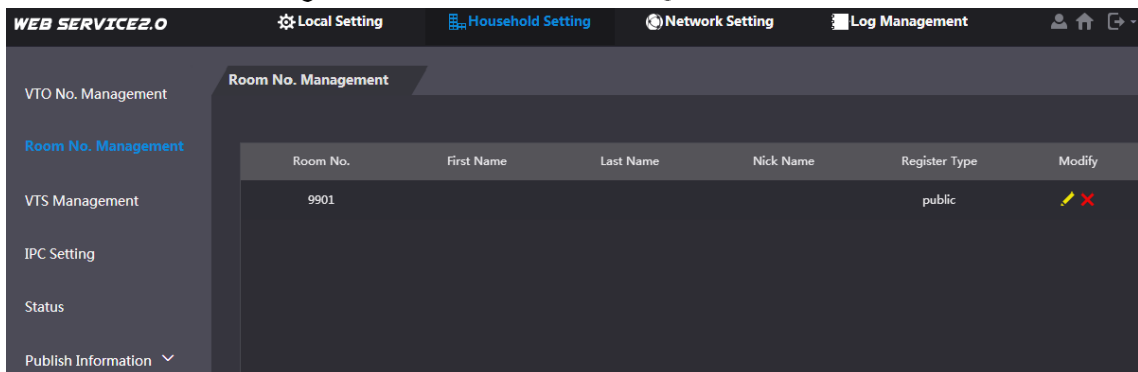 WEB SERVICE2.0 Local Setting Household Setting Network Setting Log Management
Room No. Management
VTO No. Management
Room No. Management
VTS Management
IPC Setting
Status
Publish Information
Room No. First Name Last Name Nick Name Register Type Modify
9901 public